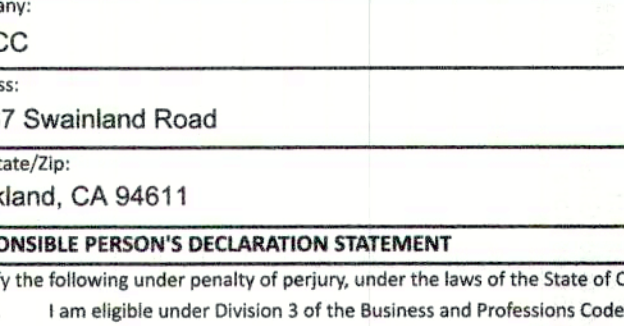 any:
CC
ss:
7 Swainland Road
tate/Zip:
kland, CA 94611
ONSIBLE PERSON'S DECLARATION STATEMENT
y the following under penalty of perjury, under the laws of the State of C
I am eligible under Division 3 of the Business and Professions Code